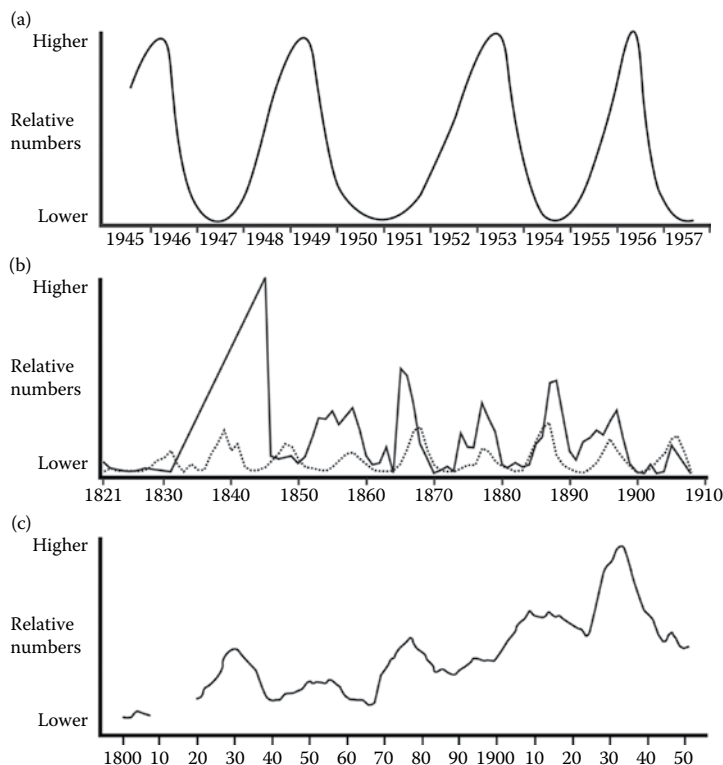 (a)
Higher
Relative
numbers
Lower
1945 1946 1947 1948 1949 1950 1951 1952 1953 1954 1955 1956 1957
(b)
Higher
Relative
numbers
Lower
1821 1830 1840 1850 1860 1870 1880 1890 1900 1910
(c)
Higher
Relative
numbers
Lower
1800 10 20 30 40 50 60 70 80 90 1900 10 20 30 40 50